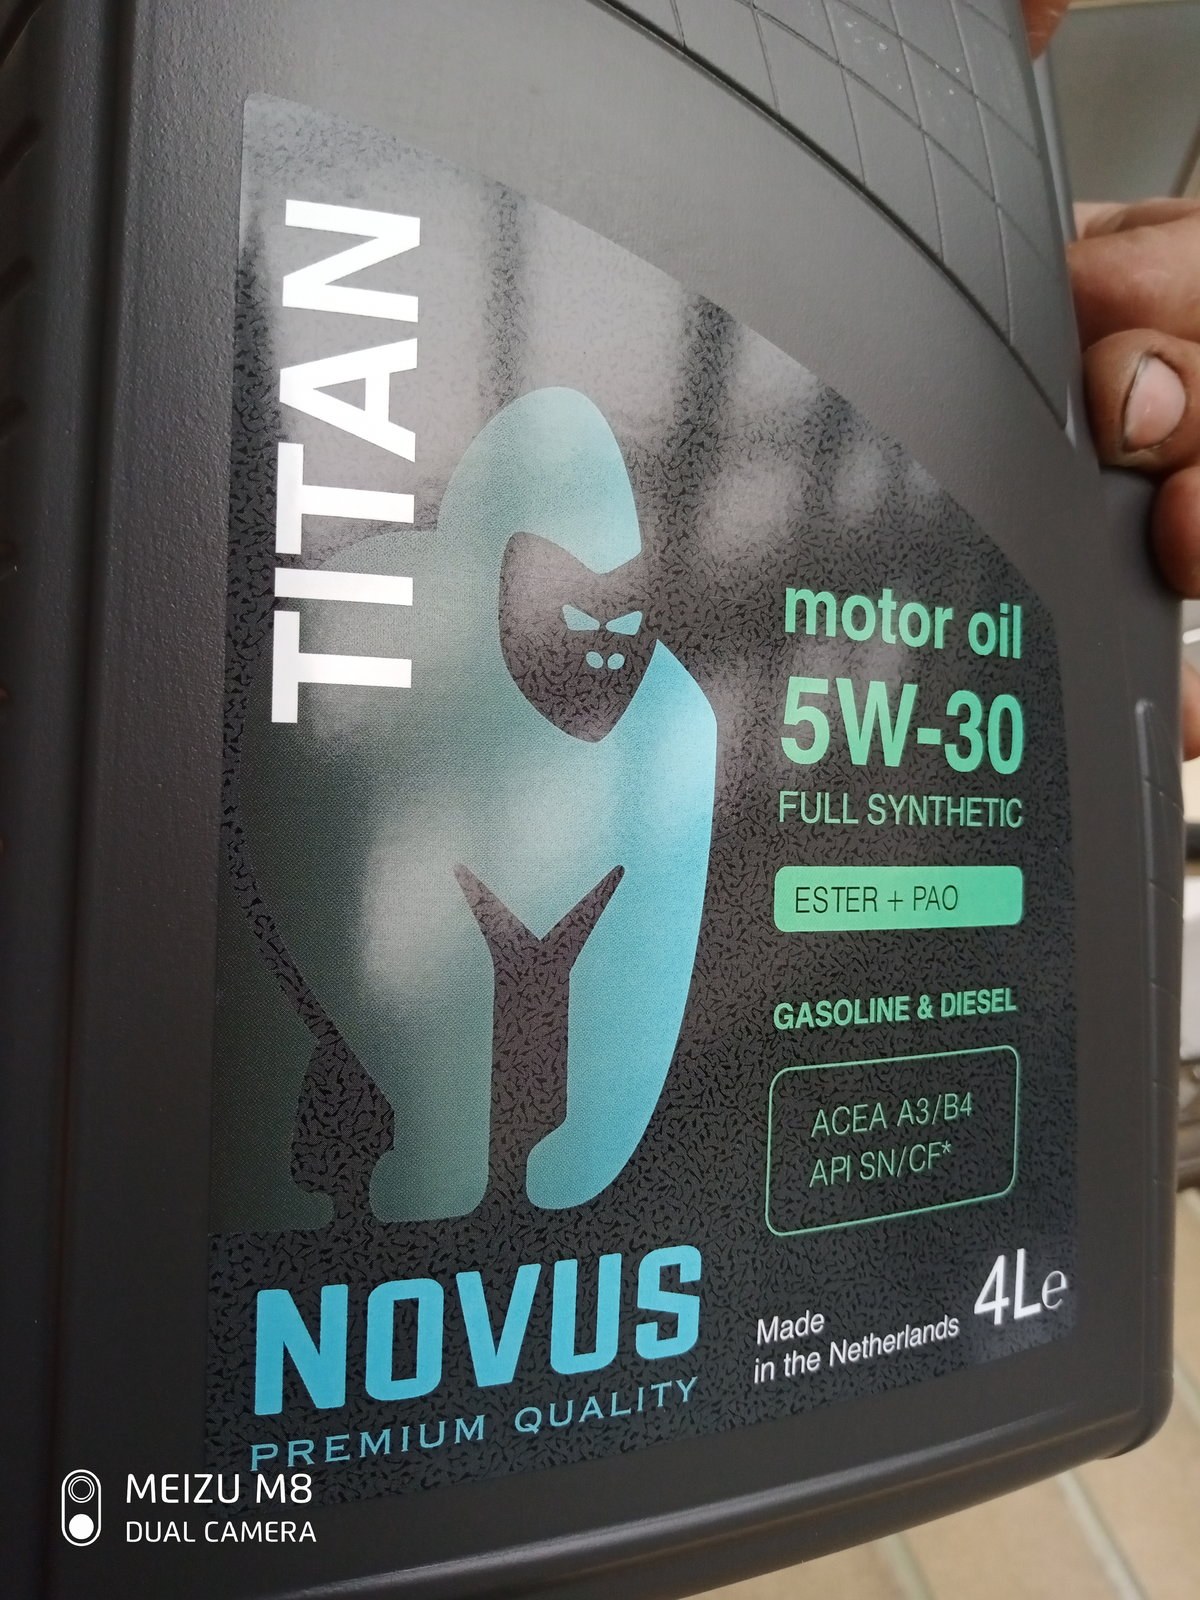 TITAN
motor oil
5W-30
FULL SYNTHETIC
ESTER + PAO
GASOLINE & DIESEL
ACEA A3/B4
API SN/CF*
NOVUS
PREMIUM QUALITY
Made
in the Netherlands
4Le
MEIZU M8
DUAL CAMERA